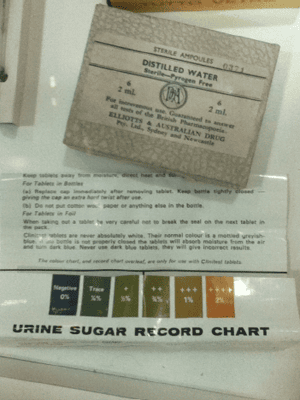 STERILE AMPOULES 0371
DISTILLED WATER
Sterile—Pyrogen Free
6 6
2 ml. 2 ml.
DHA
For intravenous use. Guaranteed to answer
all tests of the British Pharmacopoeia.
ELLIOTTS & AUSTRALIAN DRUG
Pty. Ltd., Sydney and Newcastle
Keep tablets away from moisture, direct heat and
For Tablets in Bottles
(a) Replace cap immediately after removing tablet. Keep bottle tightly closed
giving the cap an extra hard twist after use.
(b) Do not put cotton wool, paper or anything else in the bottle.
For Tablets in Foil
When taking out a tablet be very careful not to break the seal on the next tablet in
the pack.
Clinitest tablets are never absolutely white. Their normal colour is a mottled greyish-
blue. If the bottle is not properly closed the tablets will absorb moisture from the air
and turn dark blue. Never use dark blue tablets, they will give incorrect results.
The colour chart, and record chart overleaf, are only for use with Clinitest tablets.
Negative Trace + ++ +++ ++++
0% ¼% ½% ¾% 1% 2%
URINE SUGAR RECORD CHART